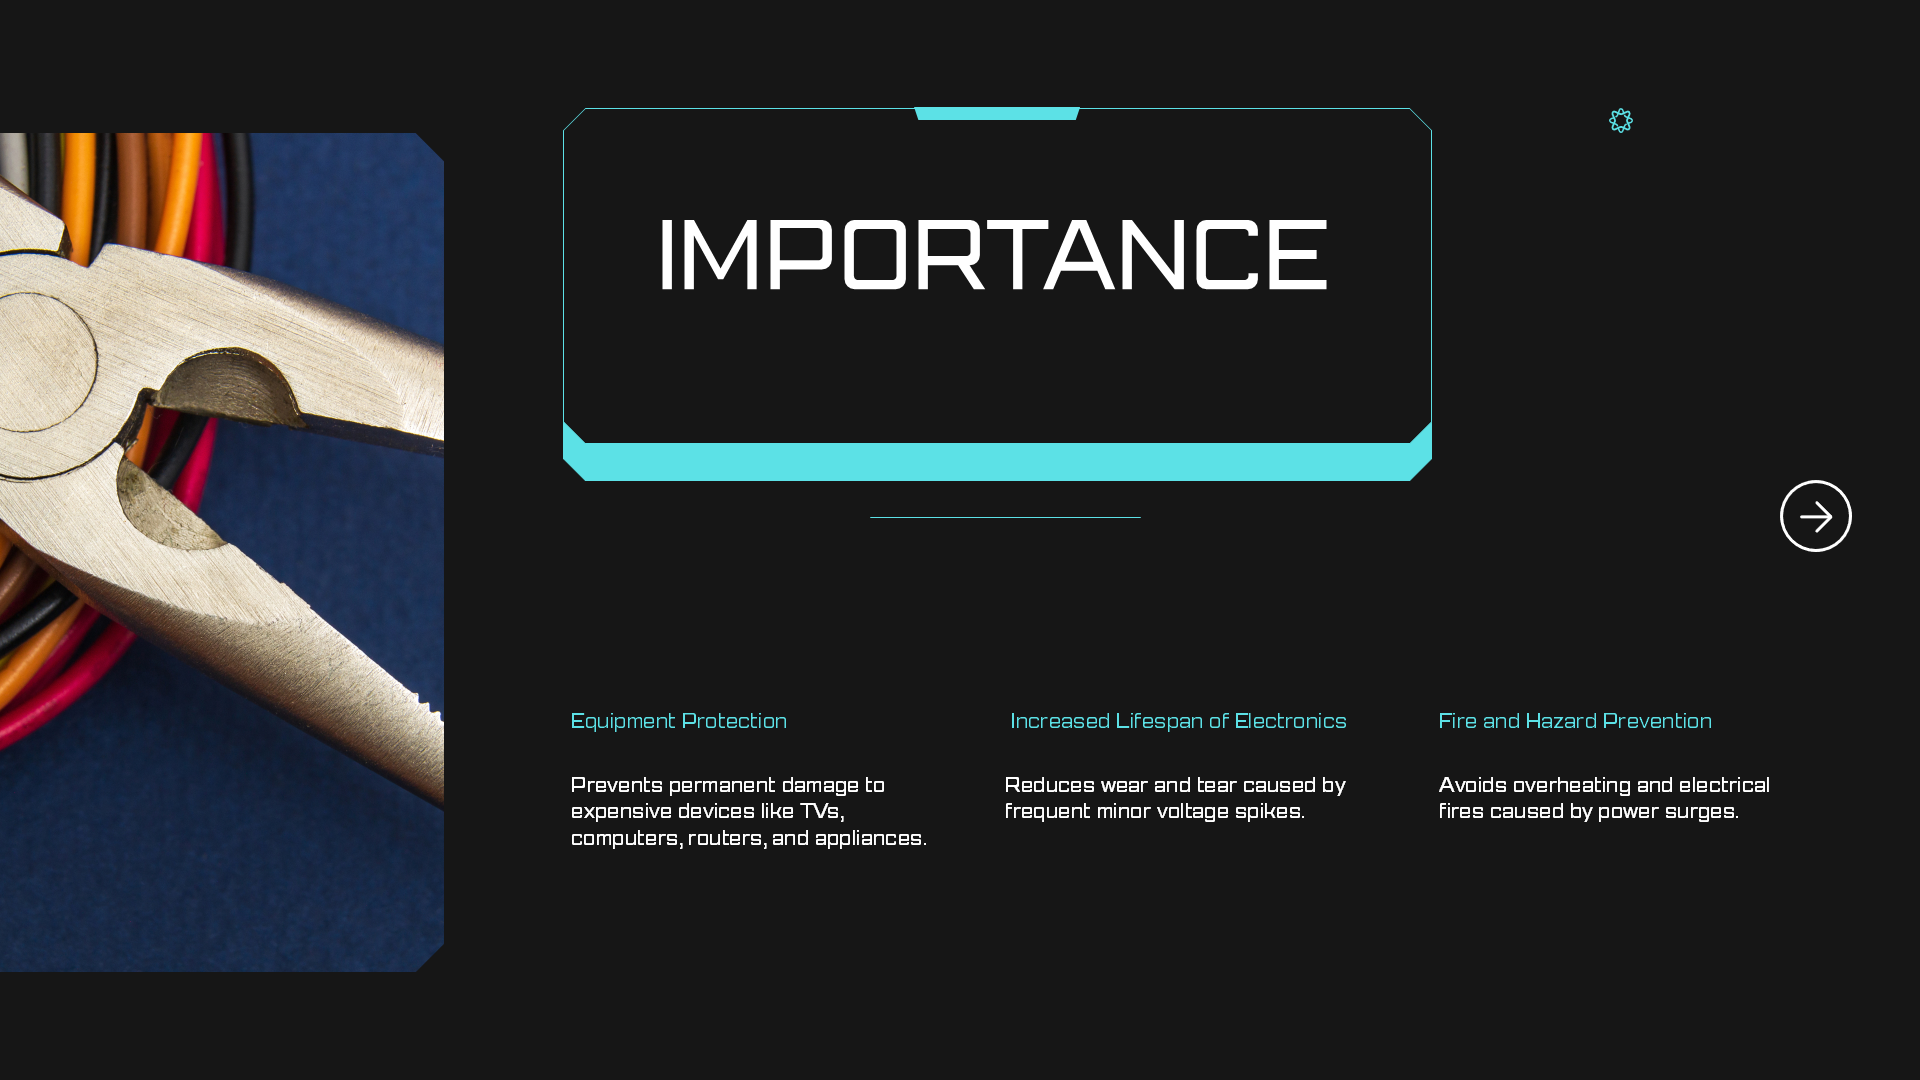 IMPORTANCE
Equipment Protection
Prevents permanent damage to
expensive devices like TVs,
computers, routers, and appliances.
Increased Lifespan of Electronics
Reduces wear and tear caused by
frequent minor voltage spikes.
Fire and Hazard Prevention
Avoids overheating and electrical
fires caused by power surges.